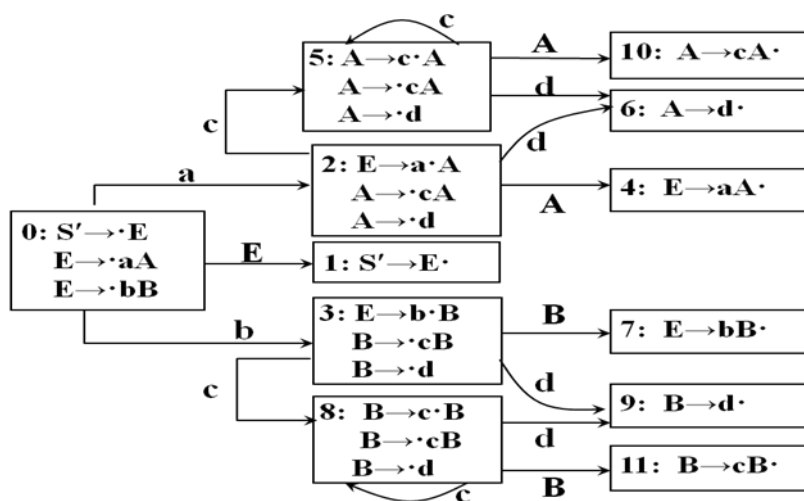 c
5: A→c·A
A→·cA
A→·d
A
10: A→cA·
d
6: A→d·
c
d
a
2: E→a·A
A→·cA
A→·d
A
4: E→aA·
0: S′→·E
E→·aA
E→·bB
E
1: S′→E·
b
3: E→b·B
B→·cB
B→·d
B
7: E→bB·
c
d
9: B→d·
8: B→c·B
B→·cB
B→·d
d
B
11: B→cB·
c